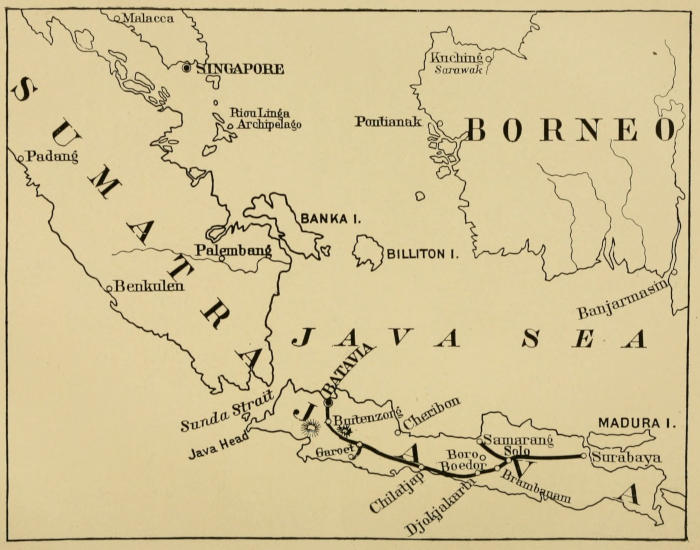 Malacca
SINGAPORE
Kuching
Sarawak
Riou Linga
Archipelago
Pontianak
BORNEO
SUMATRA
Padang
BANKA I.
Palembang
BILLITON I.
Benkulen
Banjarmasin
JAVA SEA
BATAVIA
Sunda Strait
JAVA
Buitenzong
Cheribon
Java Head
Garoet
Samarang
MADURA I.
Solo
Boro
Boedor
Surabaya
Chilatjap
Djokjakarta
Brambanam